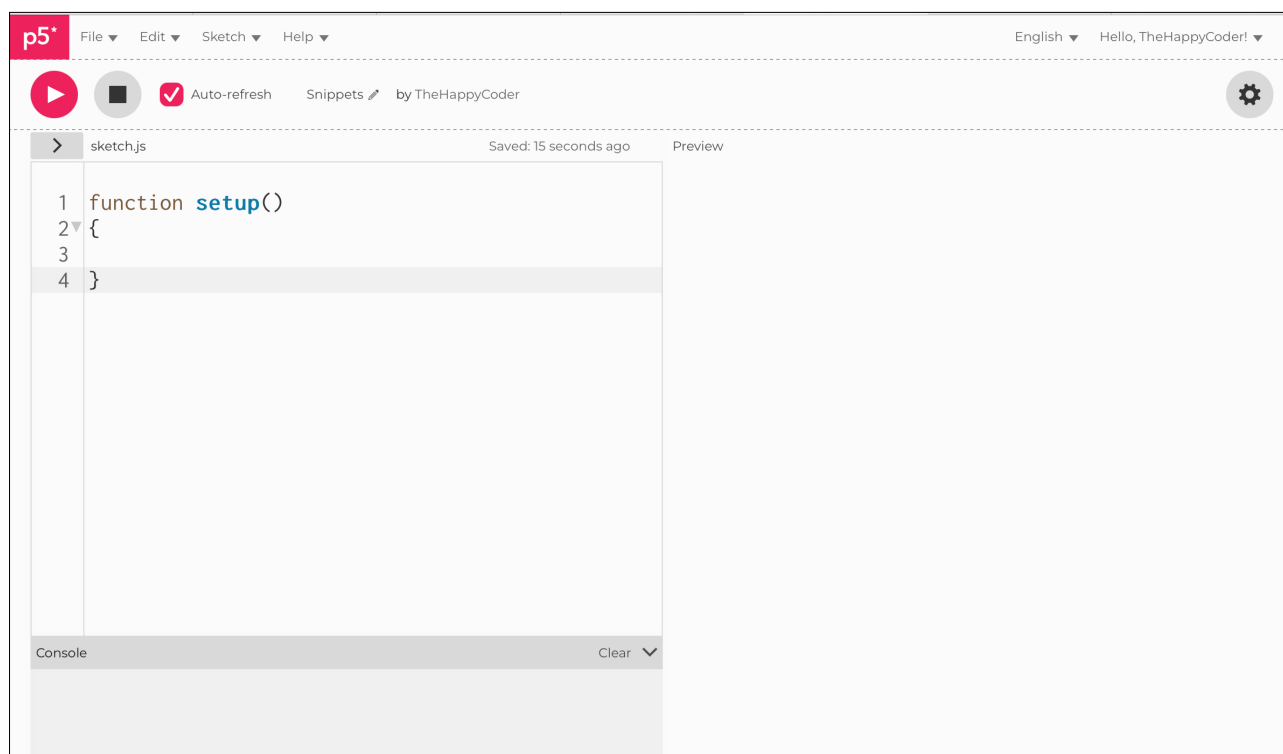 p5* File Edit Sketch Help English Hello, TheHappyCoder!
Auto-refresh Snippets by TheHappyCoder
sketch.js Saved: 15 seconds ago Preview
1 function setup()
2 {
3
4 }
Console Clear